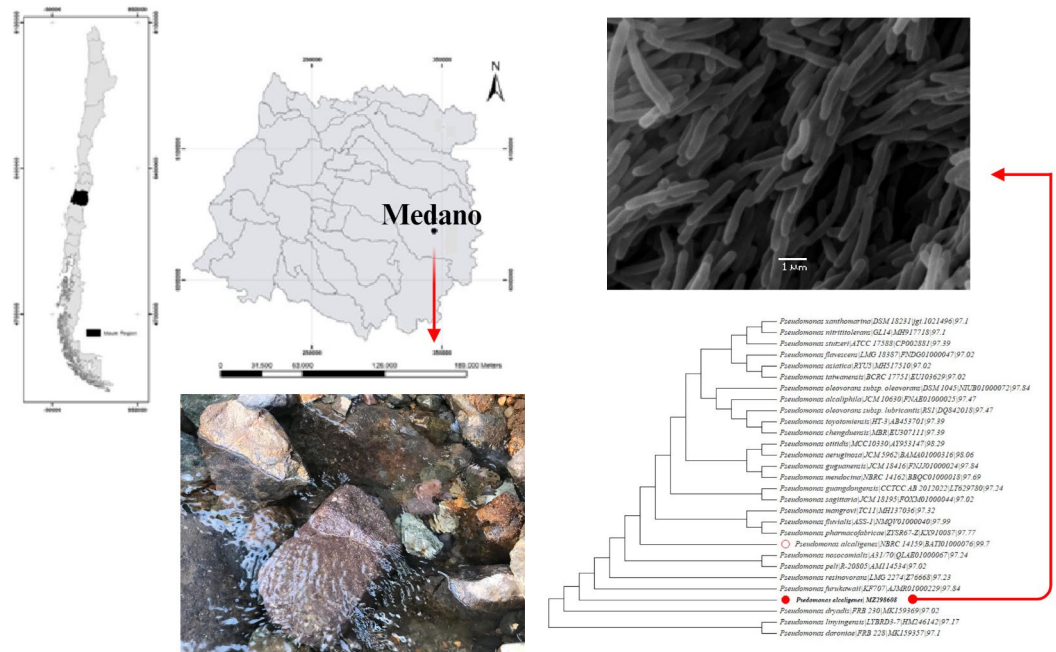 Maule Region
N
Medano
0 31,500 63,000 126,000 189,000 Meters
1 µm
Pseudomonas xanthomarina|DSM 18231|jgi.1021496|97.1
Pseudomonas nitrititolerans|GL14|MH917718|97.1
Pseudomonas stutzeri|ATCC 17588|CP002881|97.39
Pseudomonas flavescens|LMG 18387|FNDG01000047|97.02
Pseudomonas asiatica|RYU5|MH517510|97.02
Pseudomonas taiwanensis|BCRC 17751|EU103629|97.02
Pseudomonas oleovorans subsp. oleovorans|DSM 1045|NIUB01000072|97.84
Pseudomonas alcaliphila|JCM 10630|FNAE01000025|97.47
Pseudomonas oleovorans subsp. lubricantis|RS1|DQ842018|97.47
Pseudomonas toyotomiensis|HT-3|AB453701|97.39
Pseudomonas chengduensis|MBR|EU307111|97.39
Pseudomonas otitidis|MCC10330|AY953147|98.29
Pseudomonas aeruginosa|JCM 5962|BAMA01000316|98.06
Pseudomonas guguanensis|JCM 18416|FNJJ01000024|97.84
Pseudomonas mendocina|NBRC 14162|BBQC01000018|97.69
Pseudomonas guangdongensis|CCTCC AB 2012022|LT629780|97.24
Pseudomonas sagittaria|JCM 18195|FOXM01000044|97.02
Pseudomonas mangrovi|TC11|MH137036|97.32
Pseudomonas fluvialis|ASS-1|NMQV01000040|97.99
Pseudomonas pharmacafabricae|ZYSR67-Z|KX910087|97.77
Pseudomonas alcaligenes|NBRC 14159|BATI01000076|99.7
Pseudomonas nosocomialis|A31/70|QLAE01000067|97.24
Pseudomonas peli|R-20805|AM114534|97.02
Pseudomonas resinovorans|LMG 2274|Z76668|97.23
Pseudomonas furukawaii|KF707|AJMR01000229|97.84
Psedomonas alcaligenes| MZ298608
Pseudomonas dryadis|FRB 230|MK159369|97.02
Pseudomonas linyingensis|LYBRD3-7|HM246142|97.17
Pseudomonas daroniae|FRB 228|MK159357|97.1